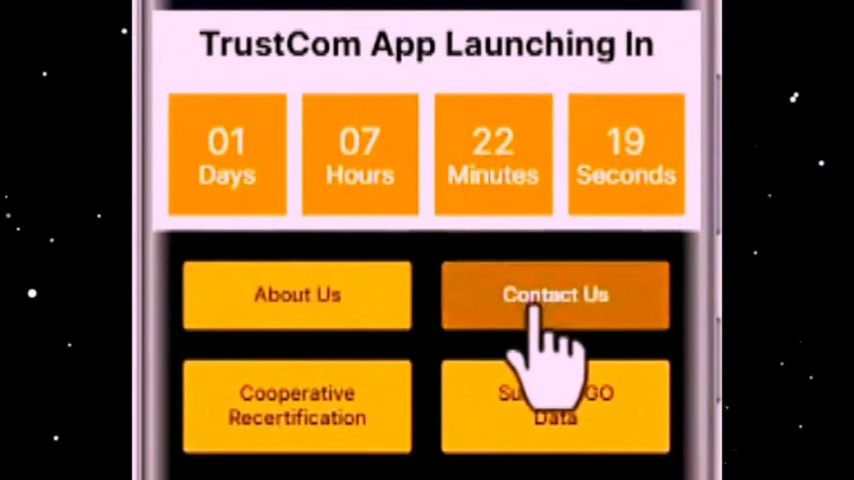 TrustCom App Launching In
01 07 22 19
Days Hours Minutes Seconds
About Us Contact Us
Cooperative
Recertification
Data